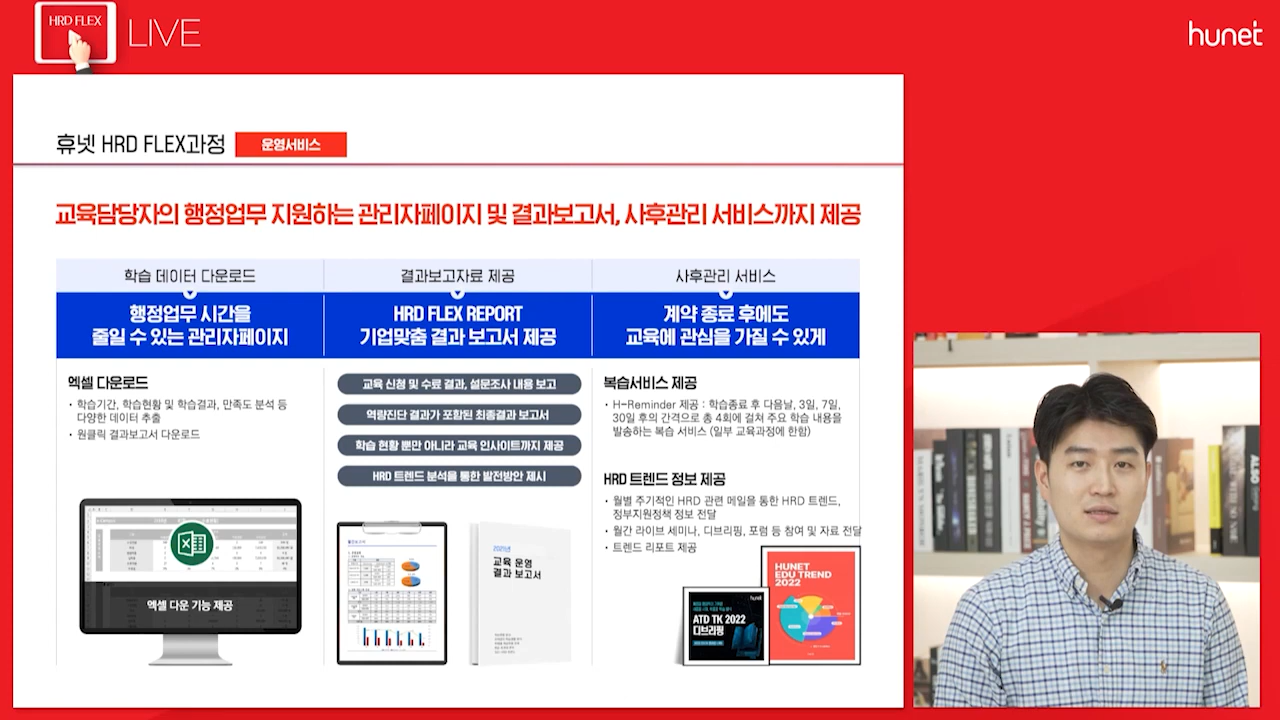 HRD FLEX
LIVE
hunet
휴넷 HRD FLEX과정
운영서비스
교육담당자의 행정업무 지원하는 관리자페이지 및 결과보고서, 사후관리 서비스까지 제공
학습 데이터 다운로드
행정업무 시간을
줄일 수 있는 관리자페이지
엑셀 다운로드
• 학습기간, 학습현황 및 학습결과, 만족도 분석 등
다양한 데이터 추출
• 원클릭 결과보고서 다운로드
엑셀 다운 기능 제공
결과보고자료 제공
HRD FLEX REPORT
기업맞춤 결과 보고서 제공
교육 신청 및 수료 결과, 설문조사 내용 보고
역량진단 결과가 포함된 최종결과 보고서
학습 현황 뿐만 아니라 교육 인사이트까지 제공
HRD 트렌드 분석을 통한 발전방안 제시
2021년
교육 운영
결과 보고서
사후관리 서비스
계약 종료 후에도
교육에 관심을 가질 수 있게
복습서비스 제공
• H-Reminder 제공 : 학습종료 후 다음날, 3일, 7일,
30일 후의 간격으로 총 4회에 걸쳐 주요 학습 내용을
발송하는 복습 서비스 (일부 교육과정에 한함)
HRD 트렌드 정보 제공
• 월별 주기적인 HRD 관련 메일을 통한 HRD 트렌드,
정부지원정책 정보 전달
• 월간 라이브 세미나, 디브리핑, 포럼 등 참여 및 자료 전달
• 트렌드 리포트 제공
hunet
ATD TK 2022
디브리핑
HUNET
EDU TREND
2022